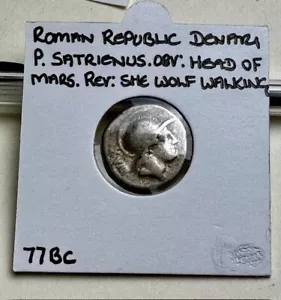 ROMAN REPUBLIC DENARI
P. SATRIENUS. OBV: HEAD OF
MARS. REV: SHE WOLF WALKING
77BC